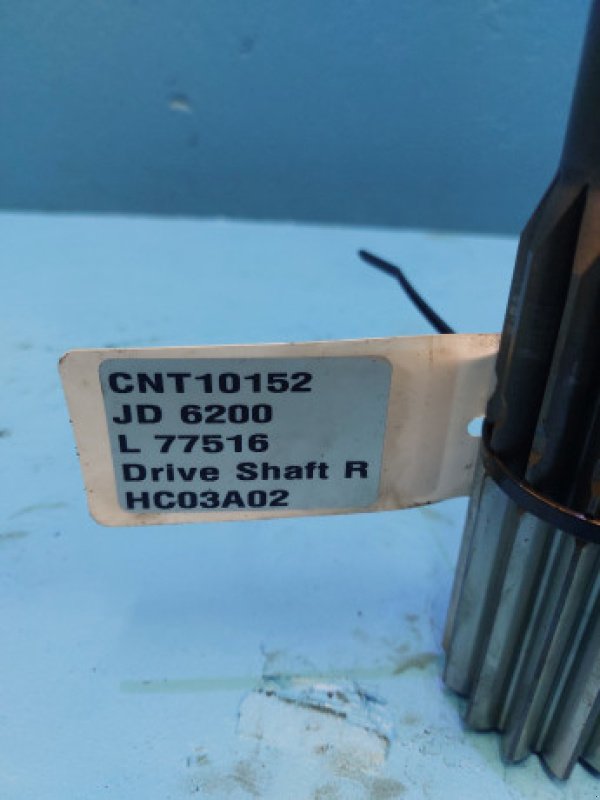 CNT10152
JD 6200
L 77516
Drive Shaft R
HC03A02